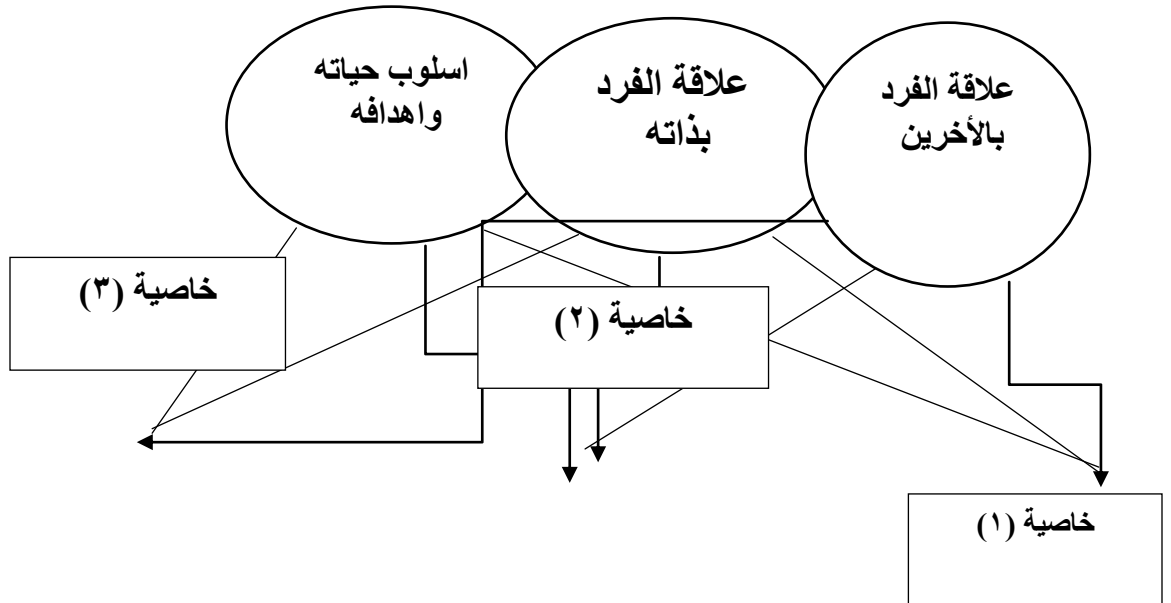 علاقة الفرد
بالأخرين
علاقة الفرد
بذاته
اسلوب حياته
واهدافه
خاصية (١)
خاصية (٢)
خاصية (٣)